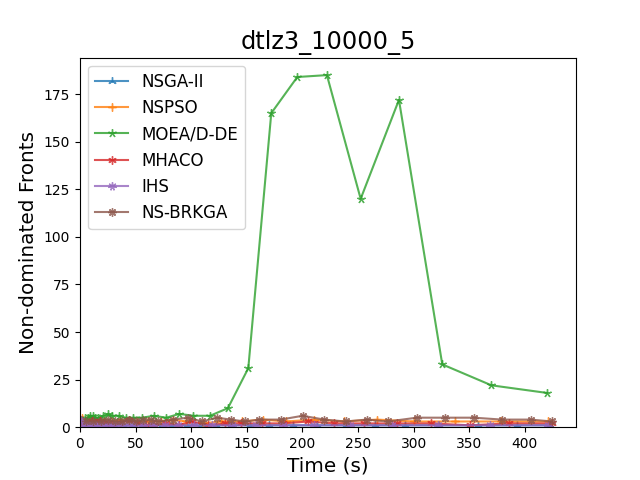 dtlz3_10000_5
NSGA-II
NSPSO
MOEA/D-DE
MHACO
IHS
NS-BRKGA
Non-dominated Fronts
175
150
125
100
75
50
25
0
0 50 100 150 200 250 300 350 400
Time (s)